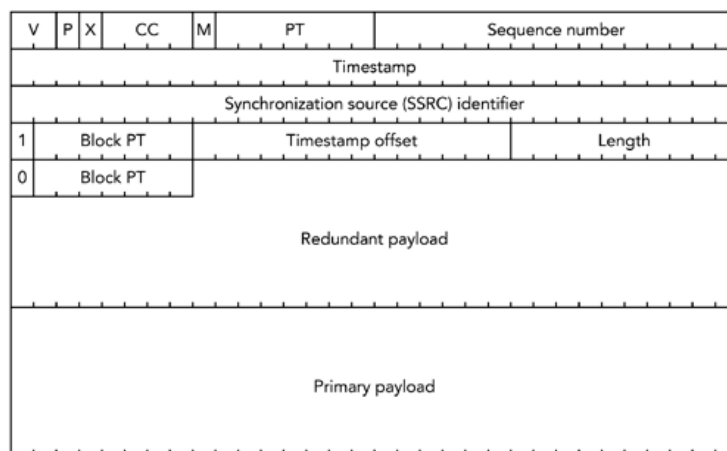 V P X CC M PT Sequence number
Timestamp
Synchronization source (SSRC) identifier
1 Block PT Timestamp offset Length
0 Block PT
Redundant payload
Primary payload